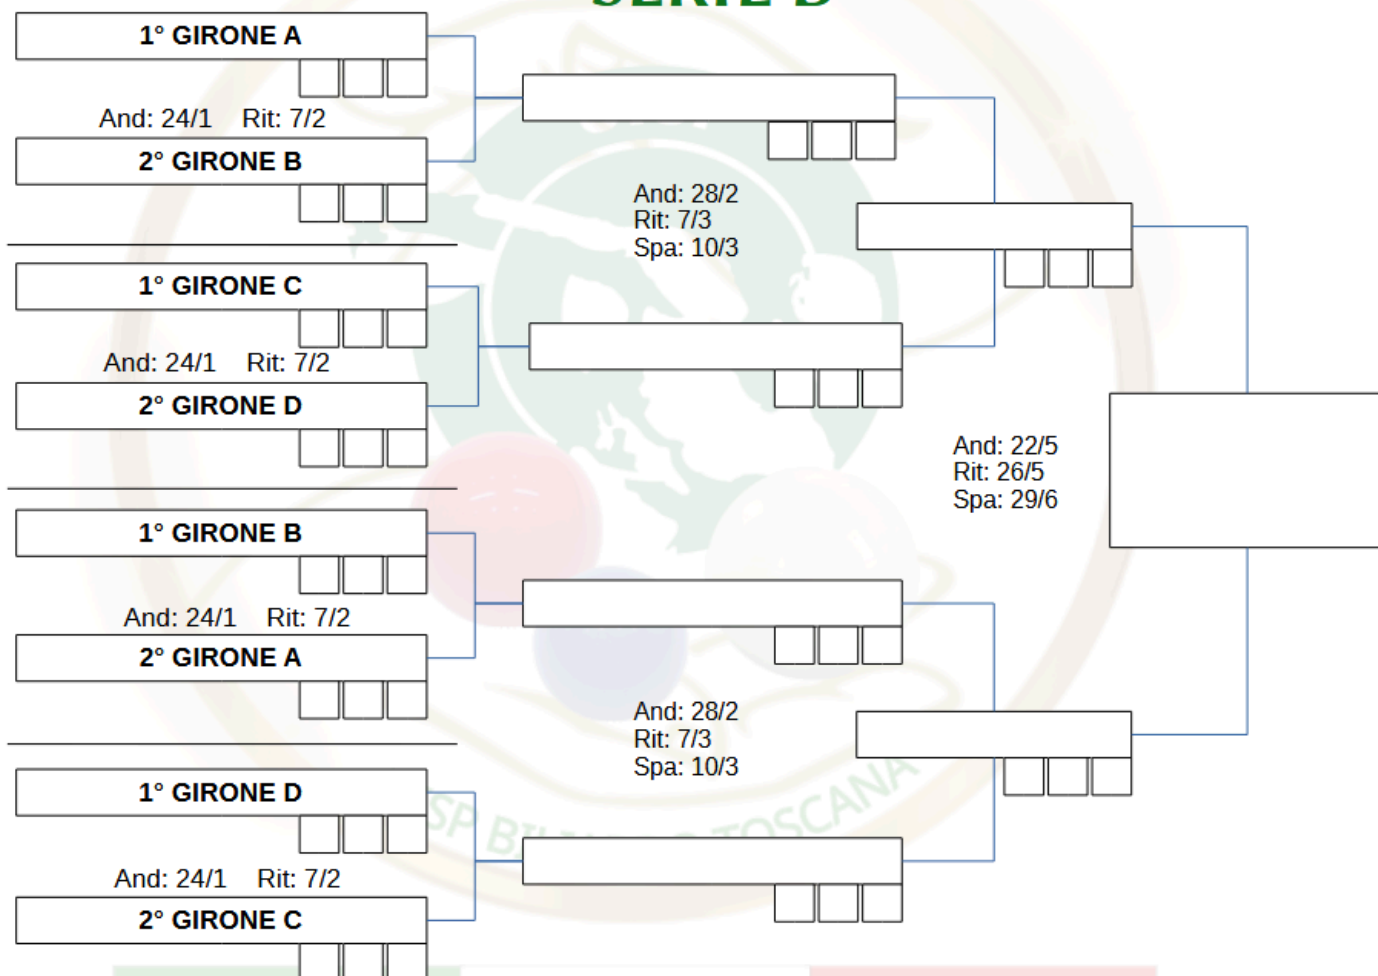 1° GIRONE A
And: 24/1 Rit: 7/2
2° GIRONE B
1° GIRONE C
And: 24/1 Rit: 7/2
2° GIRONE D
1° GIRONE B
And: 24/1 Rit: 7/2
2° GIRONE A
1° GIRONE D
And: 24/1 Rit: 7/2
2° GIRONE C
And: 28/2
Rit: 7/3
Spa: 10/3
And: 28/2
Rit: 7/3
Spa: 10/3
And: 22/5
Rit: 26/5
Spa: 29/6
TOSCANA